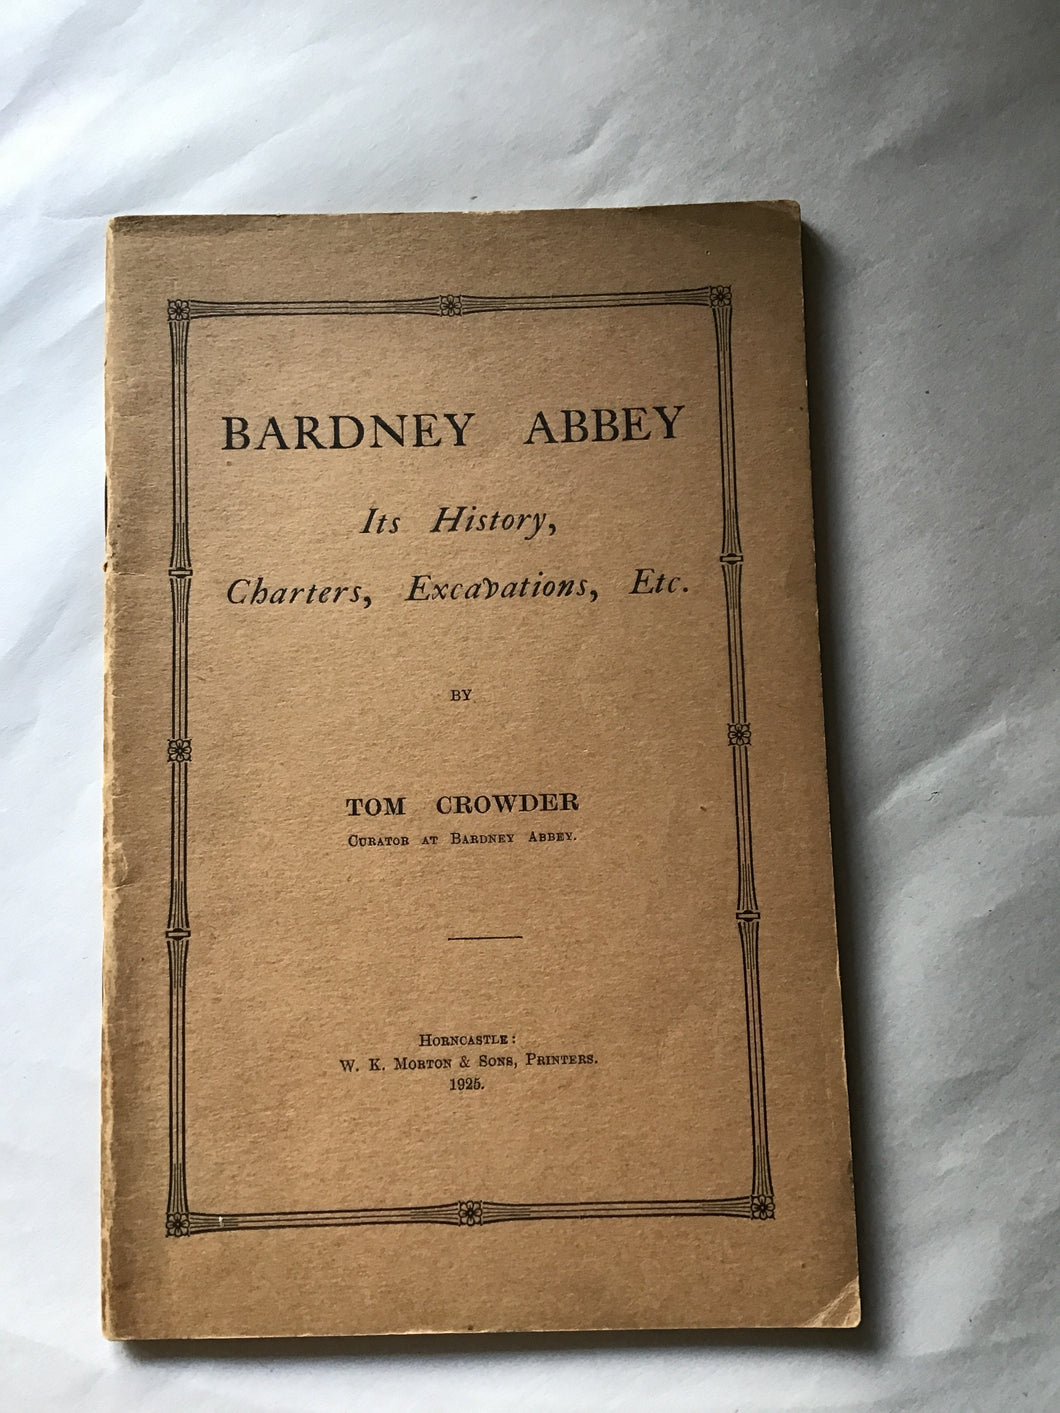 BARDNEY ABBEY
Its History,
Charters, Excavations, Etc.
BY
TOM CROWDER
CURATOR AT BARDNEY ABBEY.
HORNCASTLE:
W. K. MORTON & SONS, PRINTERS.
1925.